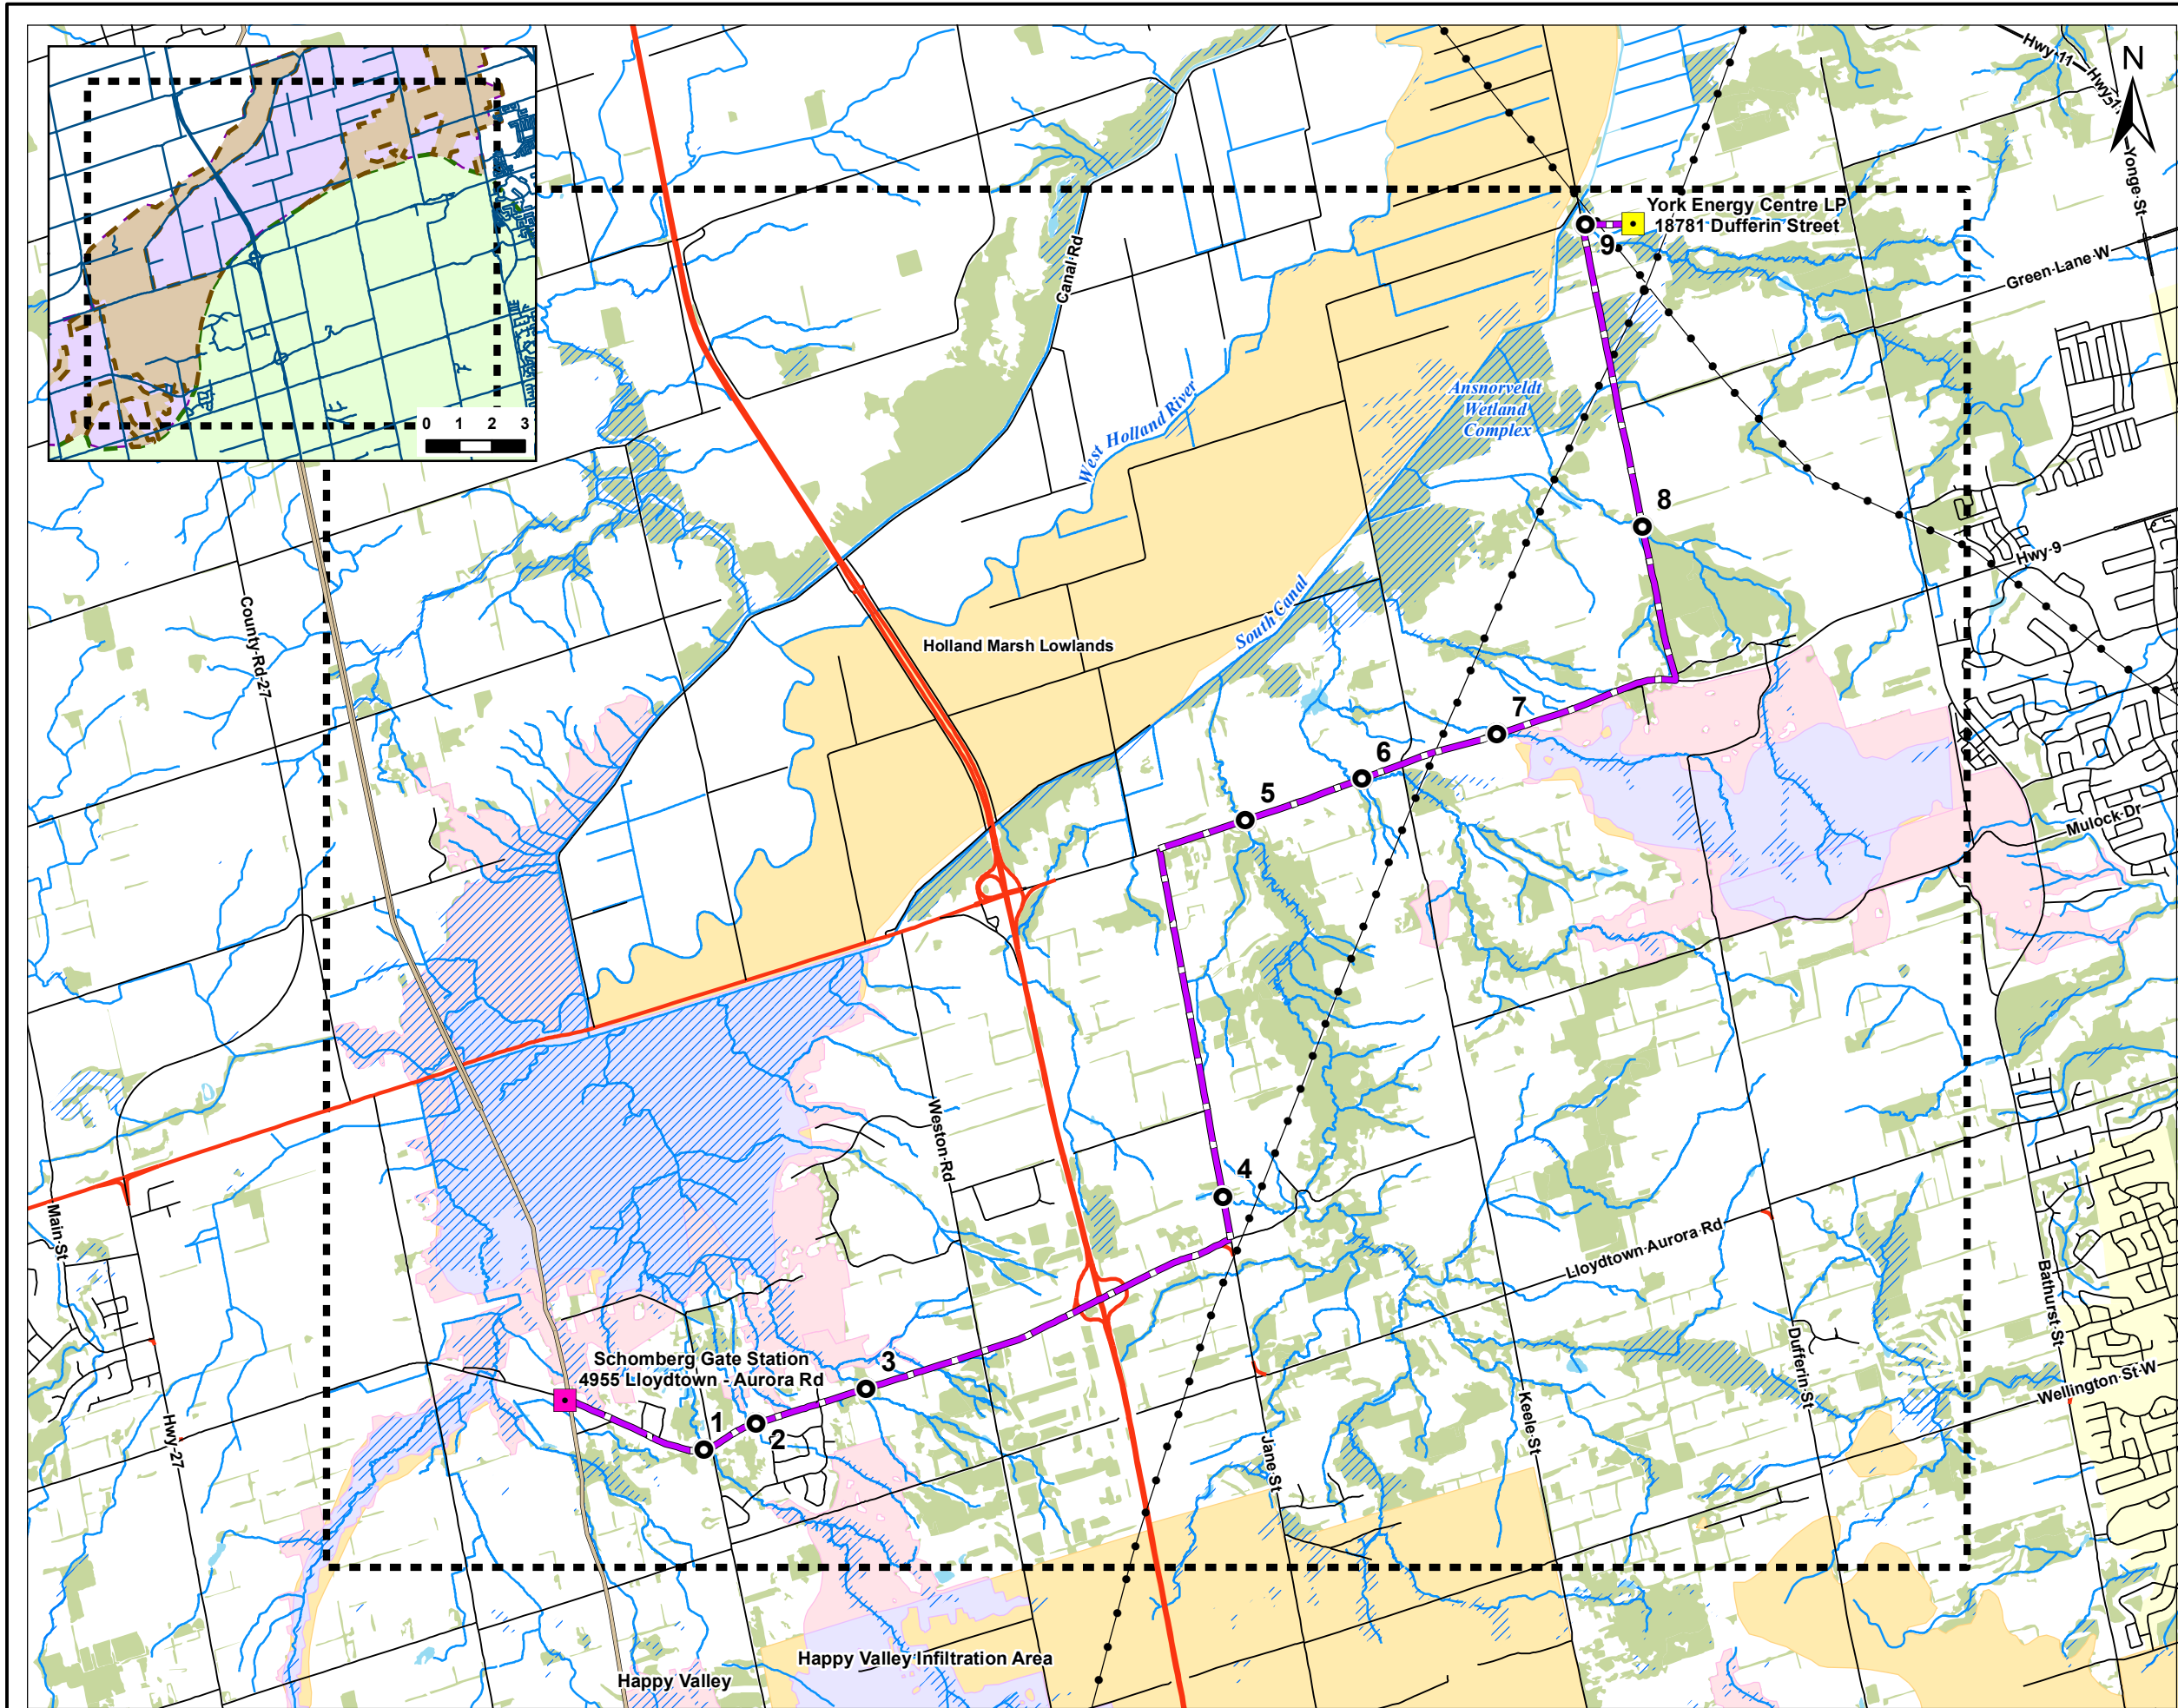 Hwy 11
Hwy 1
N
Yonge St
York Energy Centre LP
18781 Dufferin Street
9
Green Lane W
Canal Rd
0 1 2 3
Ansnorveldt
Wetland
Complex
West Holland River
8
Hwy 9
South Canal
County Rd 27
Holland Marsh Lowlands
7
6
5
Mulock Dr
Weston Rd
4
Main St
Lloydtown Aurora Rd
Bathurst St
Schomberg Gate Station
4955 Lloydtown - Aurora Rd
3
Dufferin St
Wellington St W
Keele St
1
2
Hwy 27
Jane St
Happy Valley Infiltration Area
Happy Valley